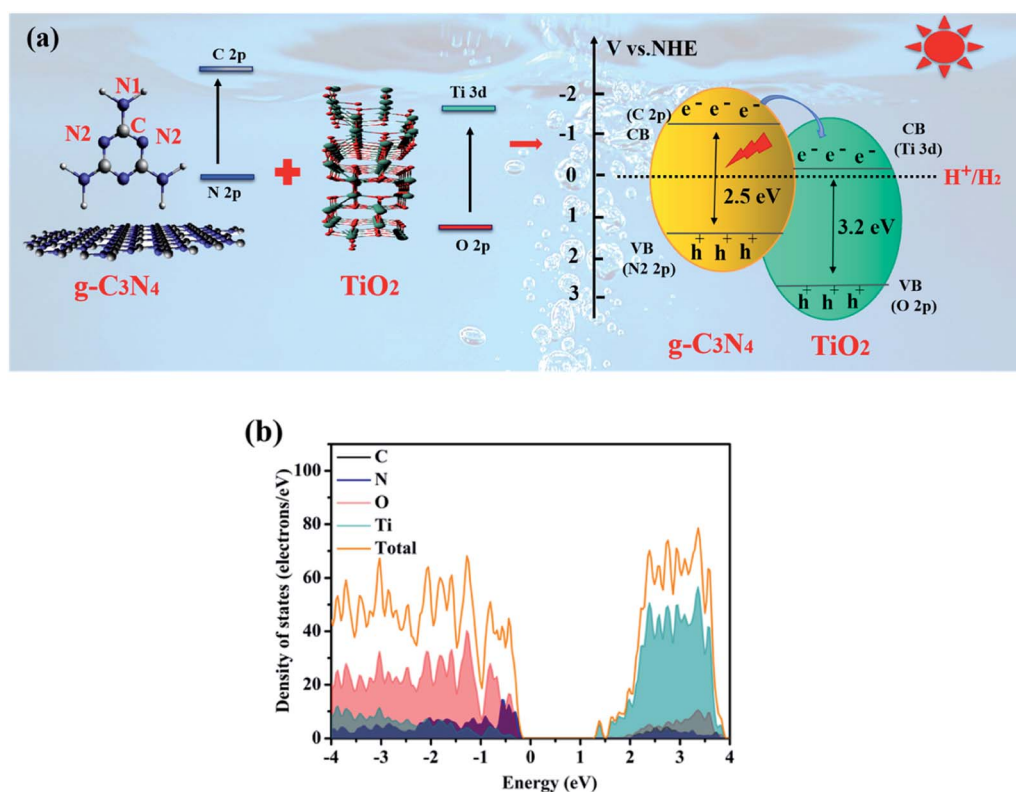 (a)
C 2p
N1
N2 C N2
N 2p
g-C3N4
Ti 3d
O 2p
TiO2
V vs.NHE
-2
-1
0
1
2
3
(C 2p)
CB
e- e- e-
2.5 eV
VB
(N2 2p)
h+ h+ h+
g-C3N4
CB
(Ti 3d)
e- e- e-
H+/H2
3.2 eV
VB
(O 2p)
h+ h+ h+
TiO2
(b)
Density of states (electrons/eV)
100
80
60
40
20
0
C
N
O
Ti
Total
-4 -3 -2 -1 0 1 2 3 4
Energy (eV)